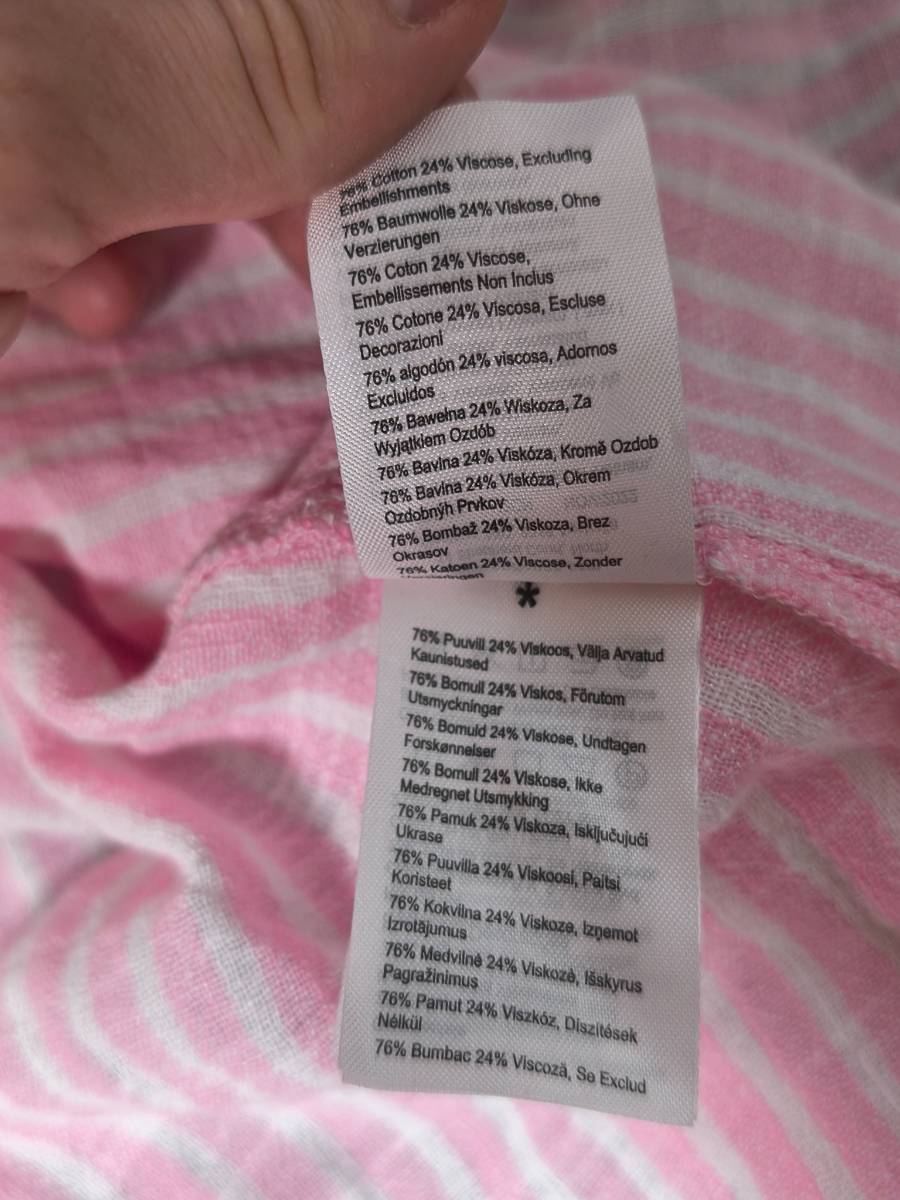 76% Cotton 24% Viscose, Excluding
Embellishments
76% Baumwolle 24% Viskose, Ohne
Verzierungen
76% Coton 24% Viscose,
Embellissements Non Inclus
76% Cotone 24% Viscosa, Escluse
Decorazioni
76% algodón 24% viscosa, Adornos
Excluidos
76% Bawełna 24% Wiskoza, Za
Wyjątkiem Ozdób
76% Bavlna 24% Viskóza, Kromě Ozdob
76% Bavlna 24% Viskóza, Okrem
Ozdobnýh Prvkov
76% Bombaž 24% Viskoza, Brez
Okrasov
76% Katoen 24% Viscose, Zonder
*
76% Puuvill 24% Viskoos, Välja Arvatud
Kaunistused
76% Bomull 24% Viskos, Förutom
Utsmyckningar
76% Bomuld 24% Viskose, Undtagen
Forskønnelser
76% Bomull 24% Viskose, Ikke
Medregnet Utsmykking
76% Pamuk 24% Viskoza, Isključujući
Ukrase
76% Puuvilla 24% Viskoosi, Paitsi
Koristeet
76% Kokvilna 24% Viskoze, Izņemot
Izrotājumus
76% Medvilnė 24% Viskozė, Išskyrus
Pagražinimus
76% Pamut 24% Viszkóz, Díszítések
Nélkül
76% Bumbac 24% Viscoză, Se Exclud